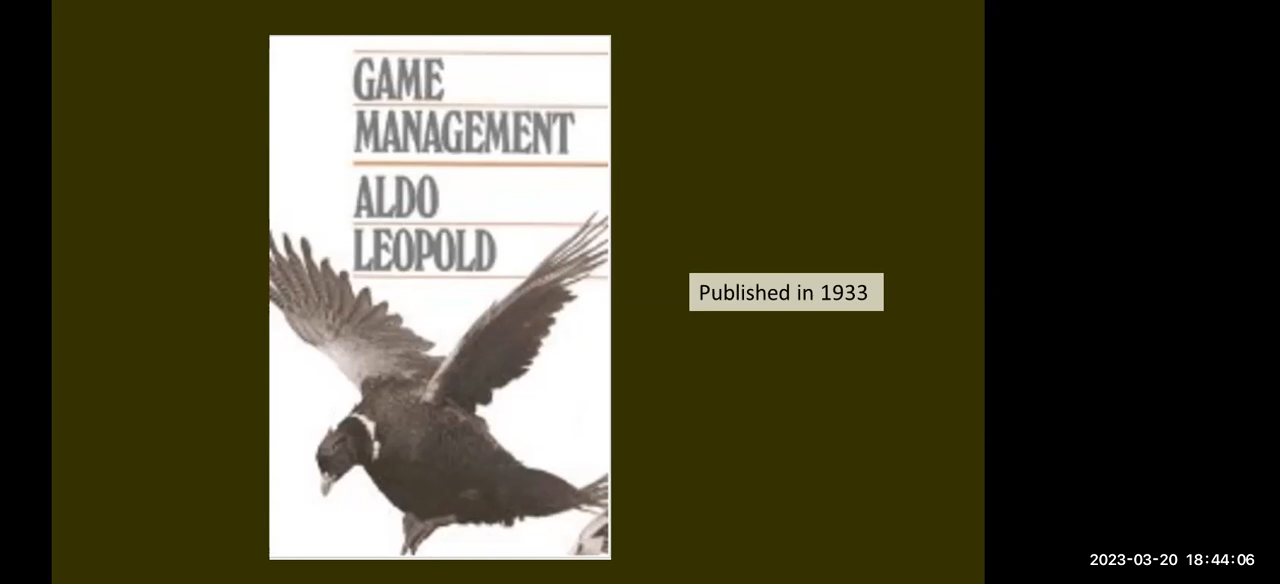 GAME
MANAGEMENT
ALDO
LEOPOLD
Published in 1933
2023-03-20 18:44:06